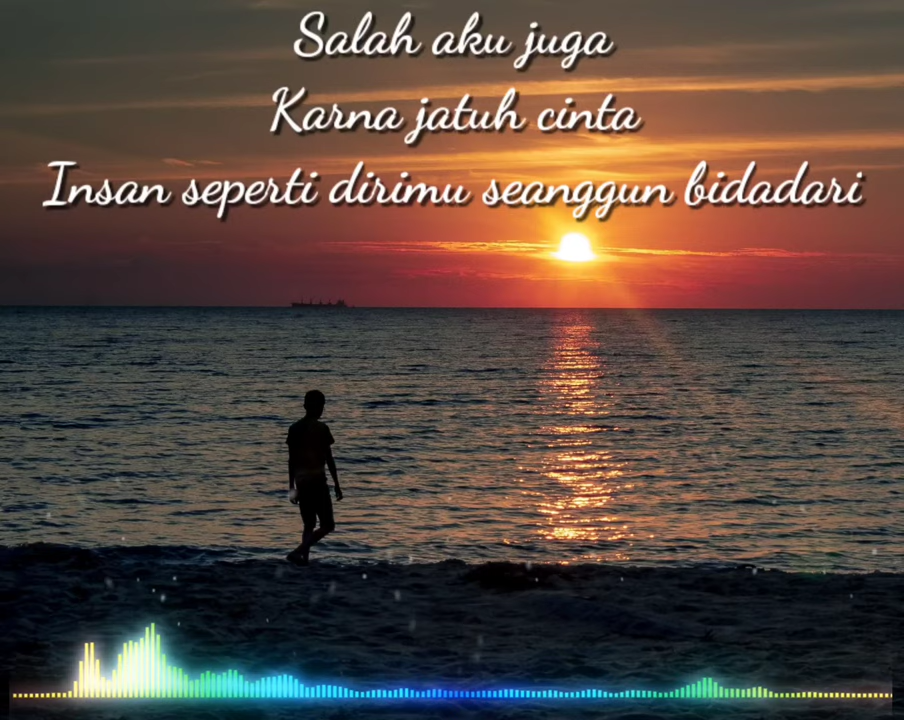 Salah aku juga
Karna jatuh cinta
Insan seperti dirimu seanggun bidadari